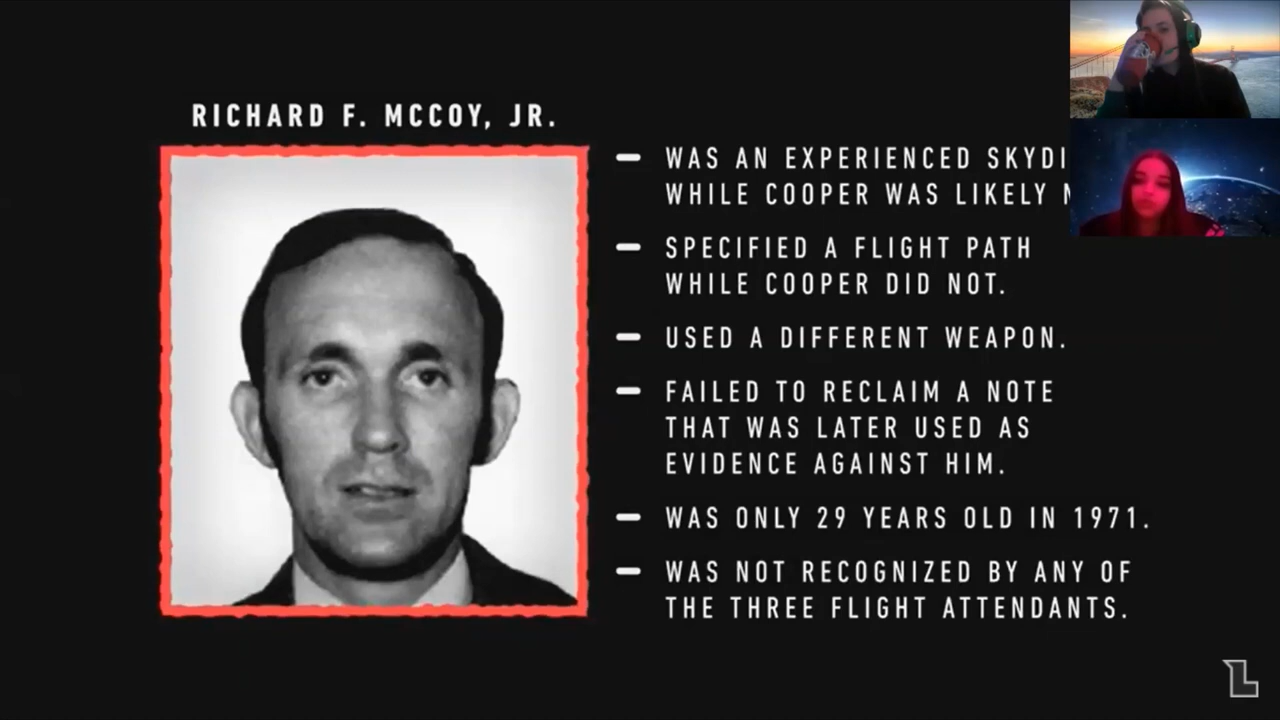 RICHARD F. MCCOY, JR.
— WAS AN EXPERIENCED SKYDI
WHILE COOPER WAS LIKELY
— SPECIFIED A FLIGHT PATH
WHILE COOPER DID NOT.
— USED A DIFFERENT WEAPON.
— FAILED TO RECLAIM A NOTE
THAT WAS LATER USED AS
EVIDENCE AGAINST HIM.
— WAS ONLY 29 YEARS OLD IN 1971.
— WAS NOT RECOGNIZED BY ANY OF
THE THREE FLIGHT ATTENDANTS.